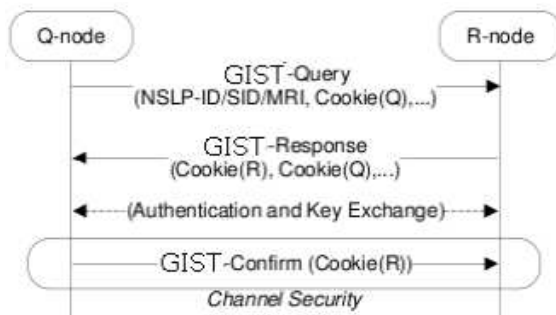 Q-node R-node
GIST-Query
(NSLP-ID/SID/MRI, Cookie(Q),...)
GIST-Response
(Cookie(R), Cookie(Q),...)
(Authentication and Key Exchange)
GIST-Confirm (Cookie(R))
Channel Security